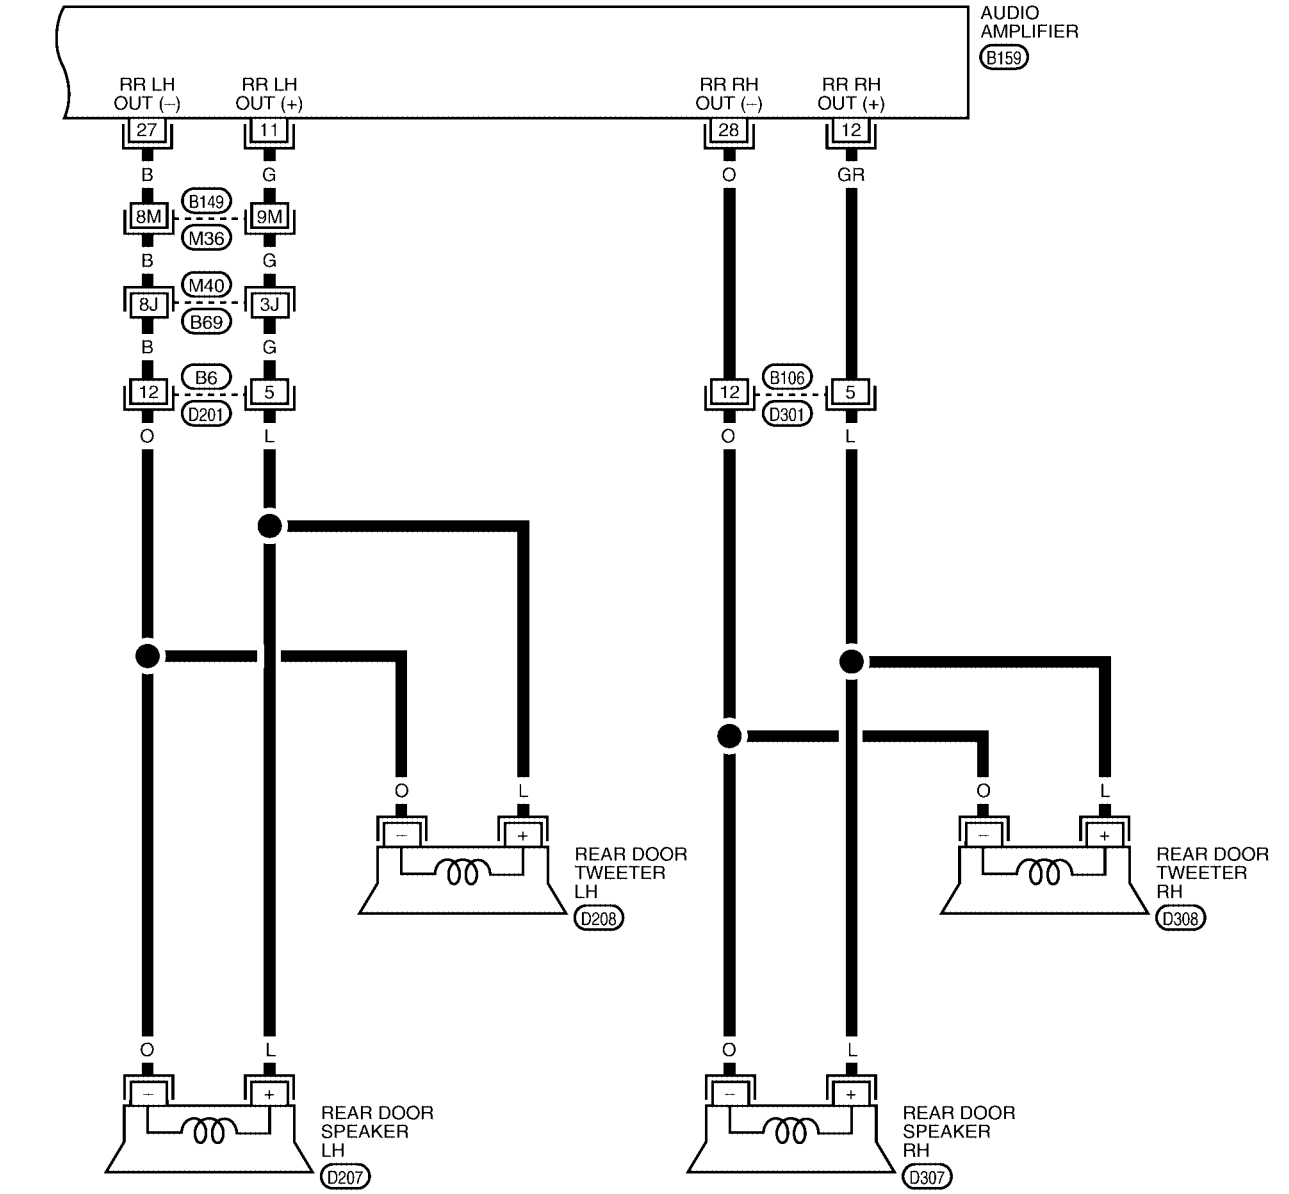 AUDIO
AMPLIFIER
B159
RR LH
OUT (–)
RR LH
OUT (+)
RR RH
OUT (–)
RR RH
OUT (+)
27
11
28
12
B
G
O
GR
8M
B149
M36
9M
B
G
8J
M40
B69
3J
B
G
12
B6
D201
5
12
B106
D301
5
O
L
O
L
O
L
O
L
–
+
–
+
REAR DOOR
TWEETER
LH
D208
REAR DOOR
TWEETER
RH
D308
O
L
O
L
–
+
–
+
REAR DOOR
SPEAKER
LH
D207
REAR DOOR
SPEAKER
RH
D307